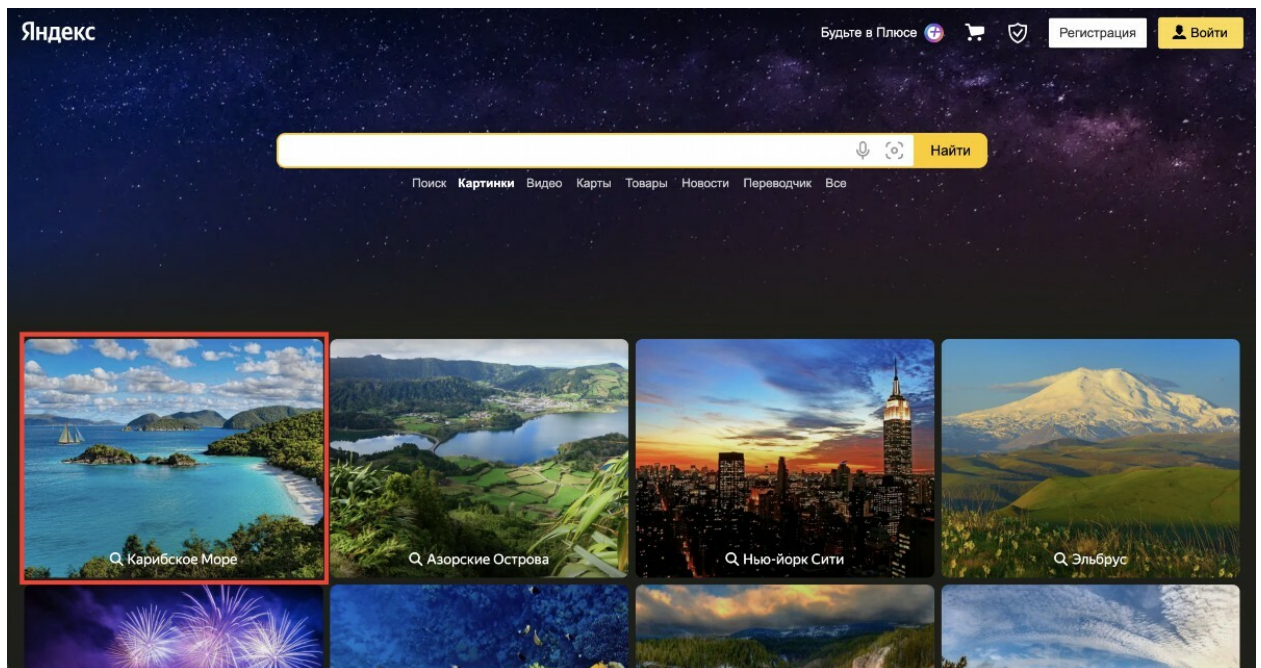 Яндекс
Будьте в Плюсе
Регистрация
Войти
Найти
Поиск Картинки Видео Карты Товары Новости Переводчик Все
Карибское Море
Азорские Острова
Нью-йорк Сити
Эльбрус